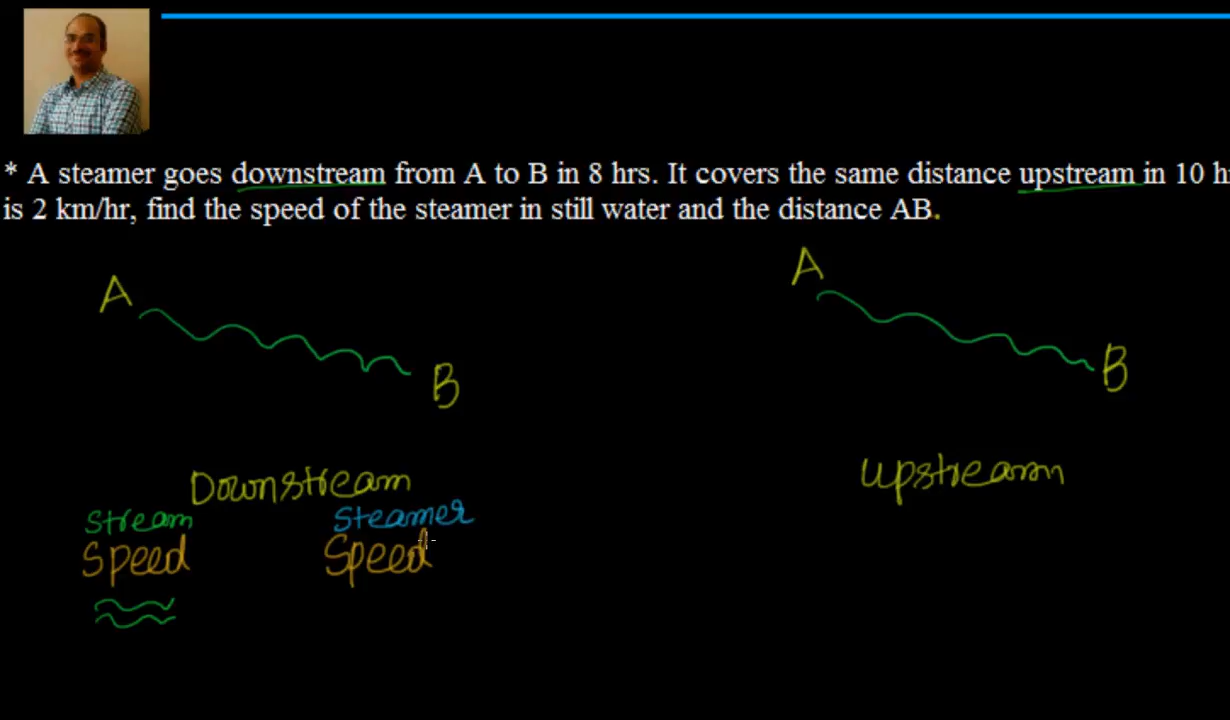 * A steamer goes downstream from A to B in 8 hrs. It covers the same distance upstream in 10 h
is 2 km/hr, find the speed of the steamer in still water and the distance AB.
A
A
B
B
Downstream
upstream
stream
steamer
Speed
Speed